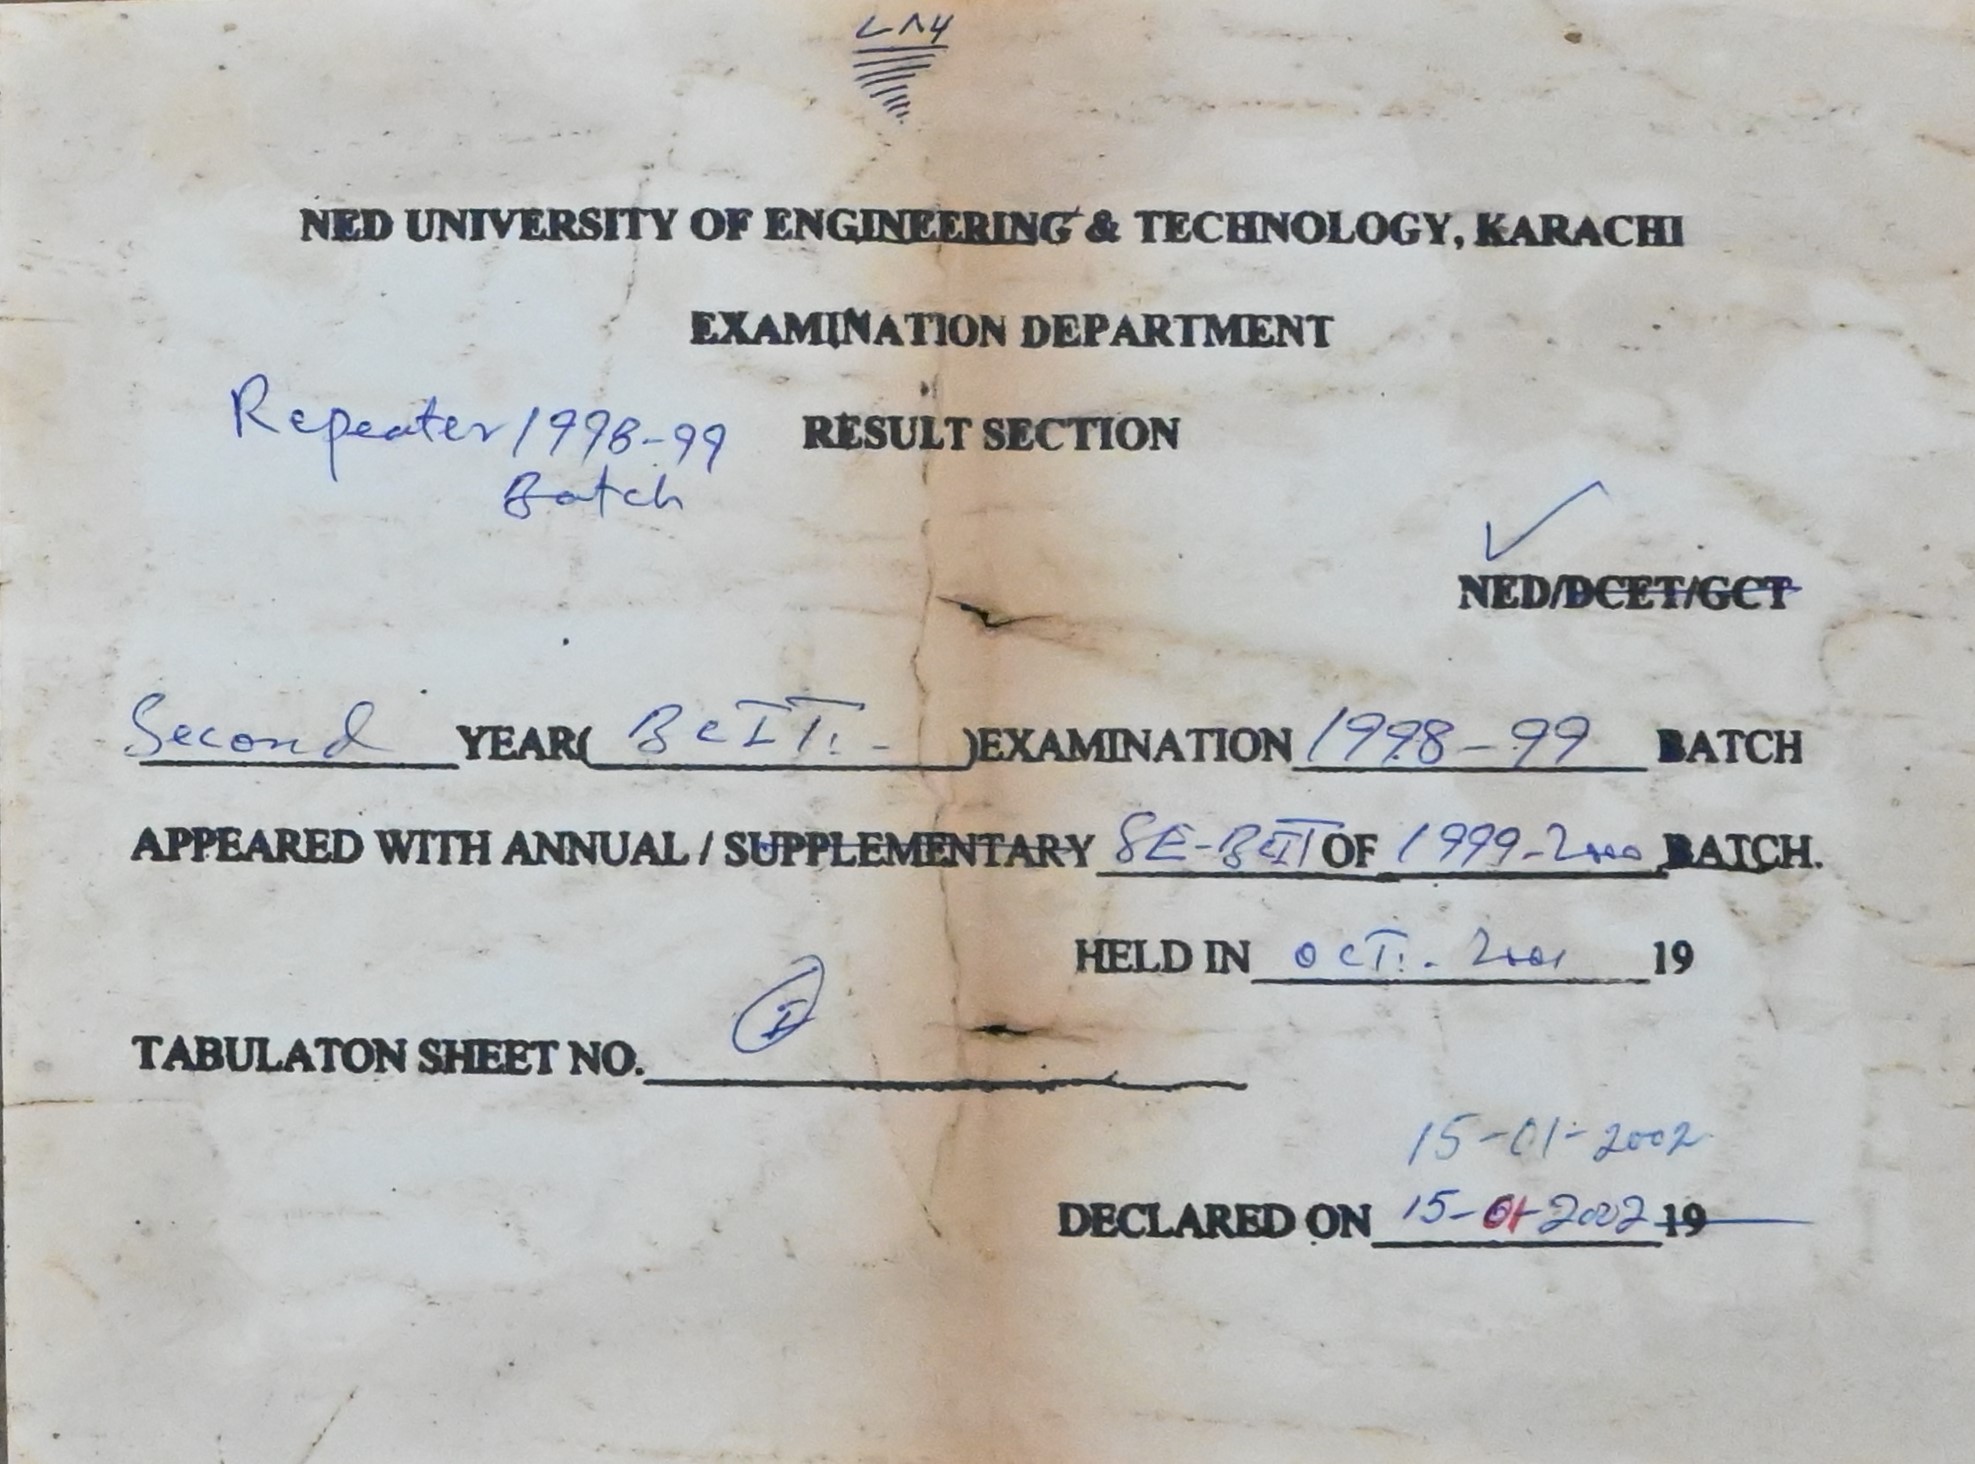 NED UNIVERSITY OF ENGINEERING & TECHNOLOGY, KARACHI
EXAMINATION DEPARTMENT
Repeater 1998-99 RESULT SECTION
Batch
NED/DCET/GCT
Second YEAR( BCIT. - )EXAMINATION 1998-99 BATCH
APPEARED WITH ANNUAL / SUPPLEMENTARY SE-BCIT OF 1999-2000 BATCH.
HELD IN OCT. 2001 19
TABULATON SHEET NO. I
15-01-2002
DECLARED ON 15-01-2002 19